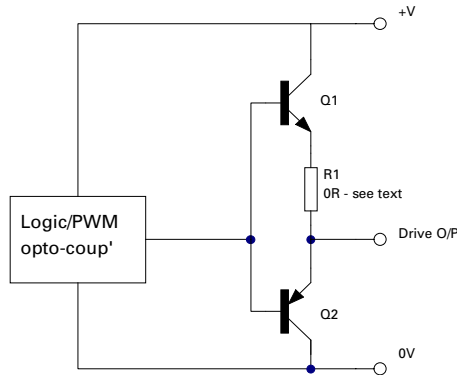 +V
Q1
R1
0R - see text
Logic/PWM
opto-coup'
Drive O/P
Q2
0V